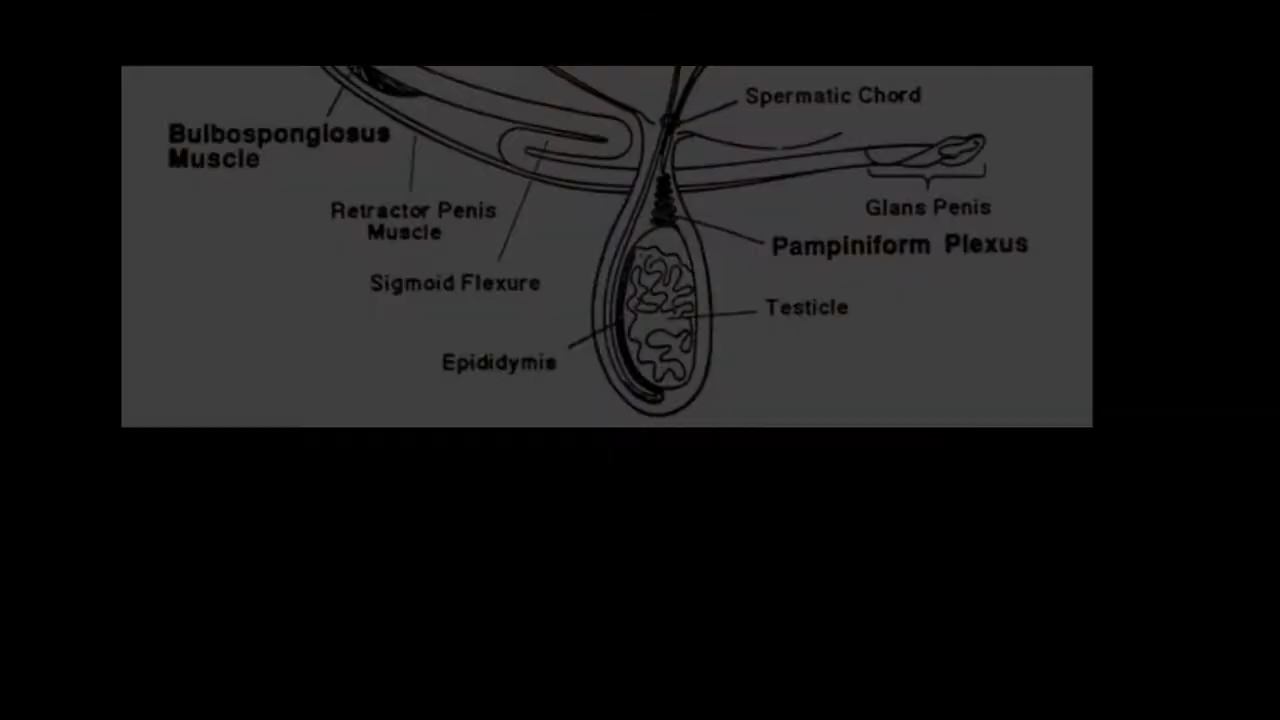 Spermatic Chord
Bulbospongiosus
Muscle
Glans Penis
Retractor Penis
Muscle
Pampiniform Plexus
Sigmoid Flexure
Testicle
Epididymis